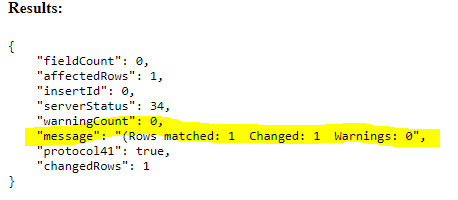 Results:
{
    "fieldCount": 0,
    "affectedRows": 1,
    "insertId": 0,
    "serverStatus": 34,
    "warningCount": 0,
    "message": "(Rows matched: 1  Changed: 1  Warnings: 0",
    "protocol41": true,
    "changedRows": 1
}